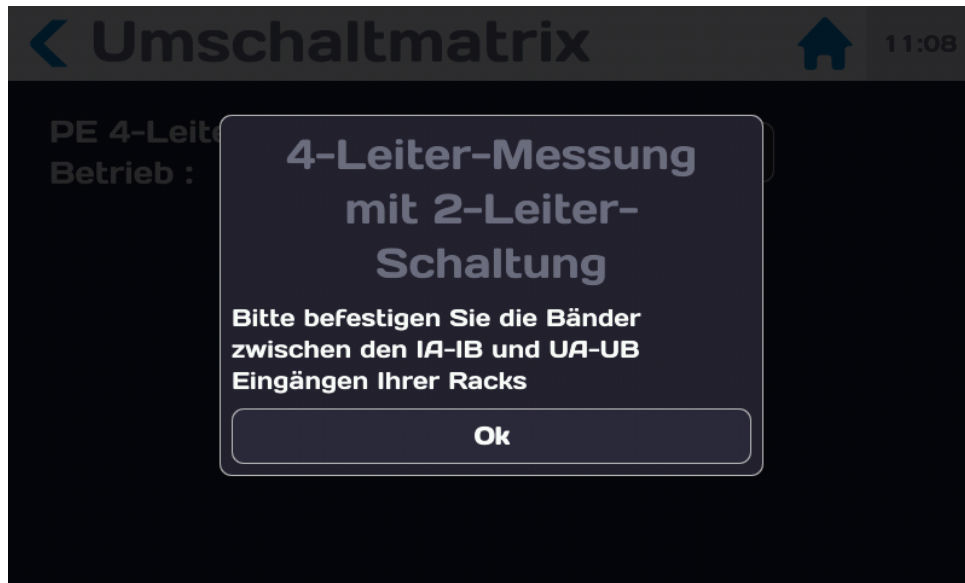 Umschaltmatrix
11:08
PE 4-Leite
Betrieb :
4-Leiter-Messung
mit 2-Leiter-
Schaltung
Bitte befestigen Sie die Bänder
zwischen den IA-IB und UA-UB
Eingängen Ihrer Racks
Ok